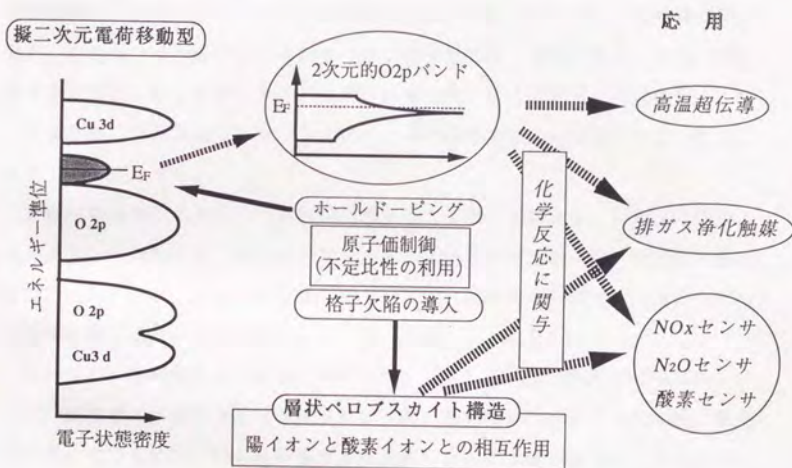 応 用
擬二次元電荷移動型
2次元的O2pバンド
EF
高温超伝導
Cu 3d
EF
O 2p
エネルギー準位
ホールドーピング
原子価制御
(不定比性の利用)
格子欠陥の導入
化学反応に関与
排ガス浄化触媒
O 2p
Cu3 d
NOxセンサ
N2Oセンサ
酸素センサ
電子状態密度
層状ペロブスカイト構造
陽イオンと酸素イオンとの相互作用